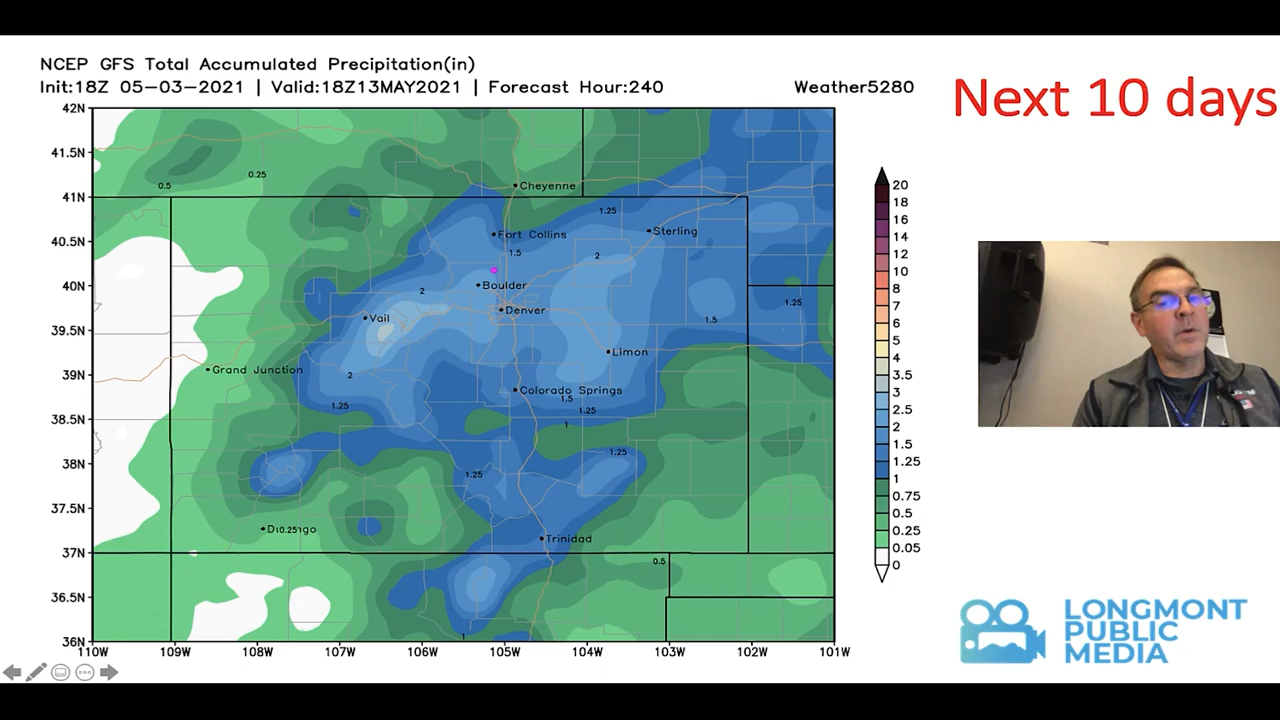 NCEP GFS Total Accumulated Precipitation(in)
Init:18Z 05-03-2021 | Valid:18Z13MAY2021 | Forecast Hour:240
Weather5280
Next 10 days
42N
41.5N
41N
40.5N
40N
39.5N
39N
38.5N
38N
37.5N
37N
36.5N
36N
110W
109W
108W
107W
106W
105W
104W
103W
102W
101W
0.5
0.25
Cheyenne
1.25
Fort Collins
Sterling
1.5
2
Boulder
2
1.25
Denver
Vail
1.5
Limon
Grand Junction
2
Colorado Springs
1.5
1.25
1.25
1
1.25
1.25
0.25
Trinidad
0.5
1
20
18
16
14
12
10
8
7
6
5
4
3.5
3
2.5
2
1.5
1.25
1
0.75
0.5
0.25
0.05
0
LONGMONT
PUBLIC
MEDIA